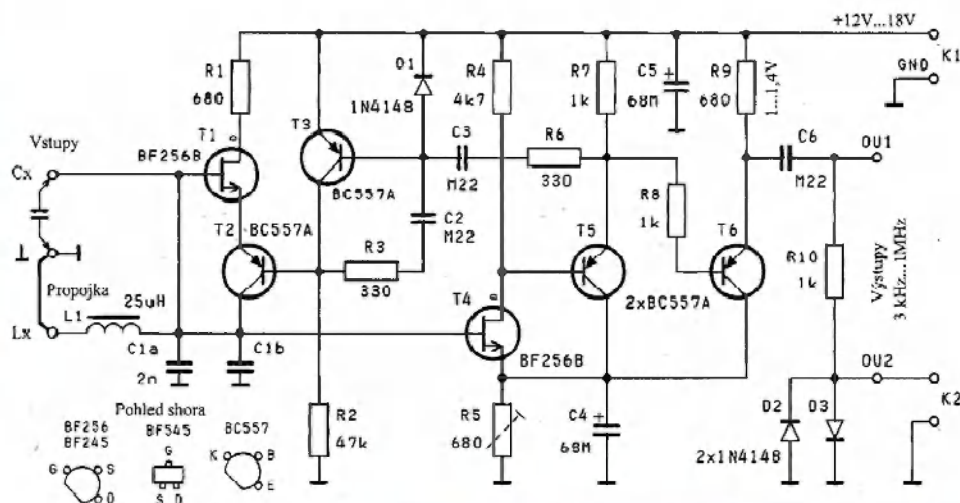 +12V...18V
K1
GND
R1
680
D1
1N4148
R4
4k7
R7
1k
C5
68M
R9
680
1...1,4V
T3
T1
Vstupy
BF256B
BC557A
C3
M22
R6
330
C6
M22
OU1
Cx
T2
BC557A
C2
M22
R8
1k
R3
330
T5
T6
R10
1k
Výstupy
3 kHz... 1MHz
Propojka
25uH
L1
Lx
T4
2xBC557A
C1a
2n
C1b
BF256B
OU2
K2
Pohled shora
BF256
BF245
BF545
BC557
R2
47k
R5
680
C4
68M
D2
D3
2x1N4148
G
S
D
G
S
D
K
B
E